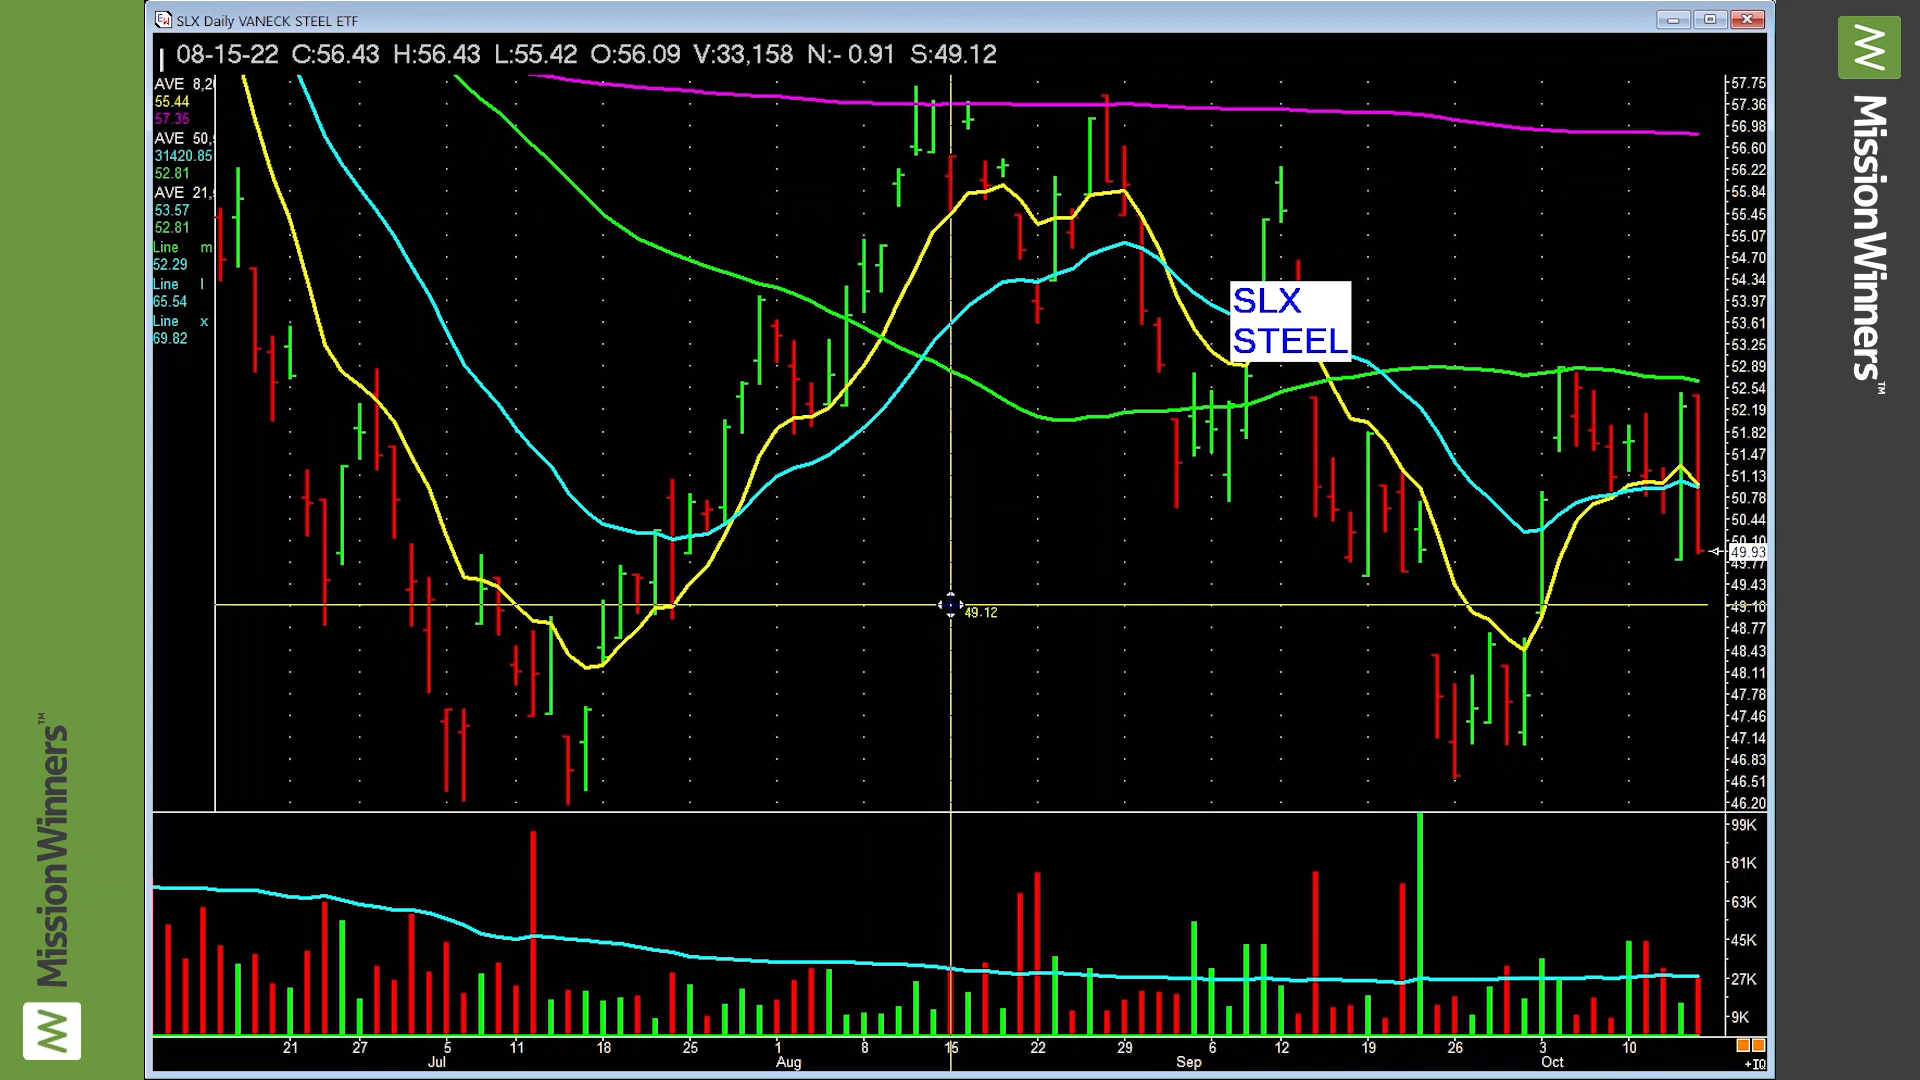 SLX Daily VANECK STEEL ETF
08-15-22 C:56.43 H:56.43 L:55.42 O:56.09 V:33,158 N:- 0.91 S:49.12
AVE 8,20
55.44
57.35
AVE 50,
31420.85
52.81
AVE 21,
53.57
52.81
Line m
52.29
Line l
65.54
Line x
69.82
SLX
STEEL
49.12
57.75
57.36
56.98
56.60
56.22
55.84
55.45
55.07
54.70
54.34
53.97
53.61
53.25
52.89
52.54
52.19
51.82
51.47
51.13
50.78
50.44
50.10
49.93
49.77
49.43
49.10
48.77
48.43
48.11
47.78
47.46
47.14
46.83
46.51
46.20
99K
81K
63K
45K
27K
9K
21 27 5 11 18 25 1 8 15 22 29 6 12 19 26 3 10
Jul Aug Sep Oct
+IQ
MissionWinners™
MissionWinners™